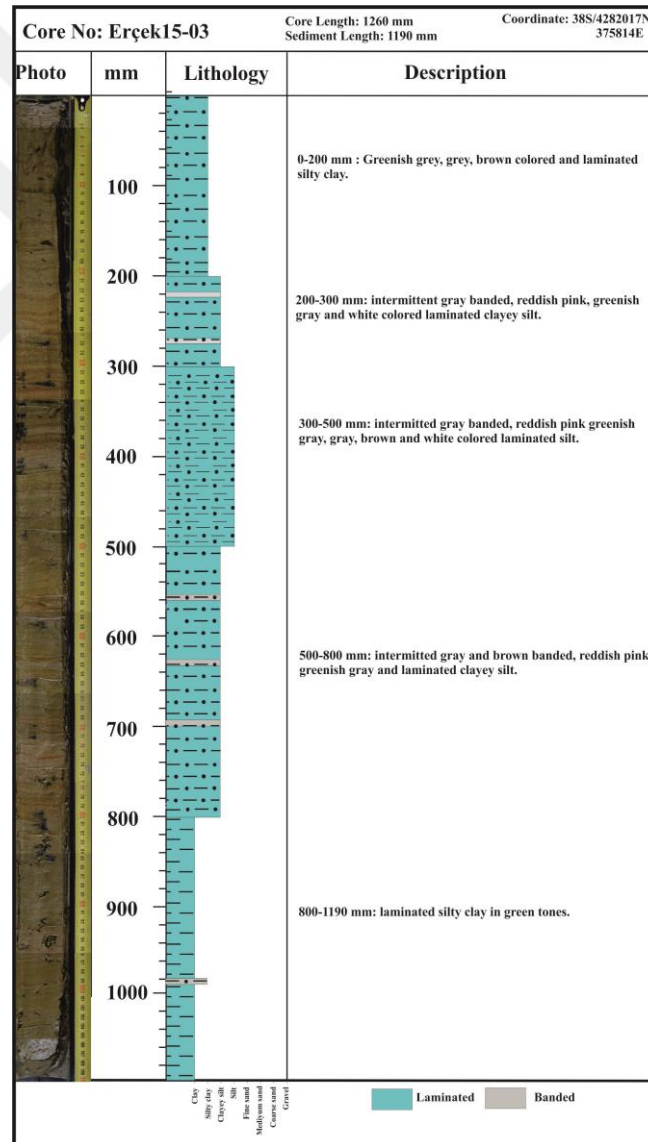 Core No: Erçek15-03
Core Length: 1260 mm
Sediment Length: 1190 mm
Coordinate: 38S/4282017N
375814E
Photo
mm
Lithology
Description
100
200
300
400
500
600
700
800
900
1000
0-200 mm : Greenish grey, grey, brown colored and laminated
silty clay.
200-300 mm: intermittent gray banded, reddish pink, greenish
gray and white colored laminated clayey silt.
300-500 mm: intermitted gray banded, reddish pink greenish
gray, gray, brown and white colored laminated silt.
500-800 mm: intermitted gray and brown banded, reddish pink
greenish gray and laminated clayey silt.
800-1190 mm: laminated silty clay in green tones.
Clay
Silty clay
Clayey silt
Silt
Fine sand
Mediyum sand
Coarse sand
Gravel
Laminated
Banded